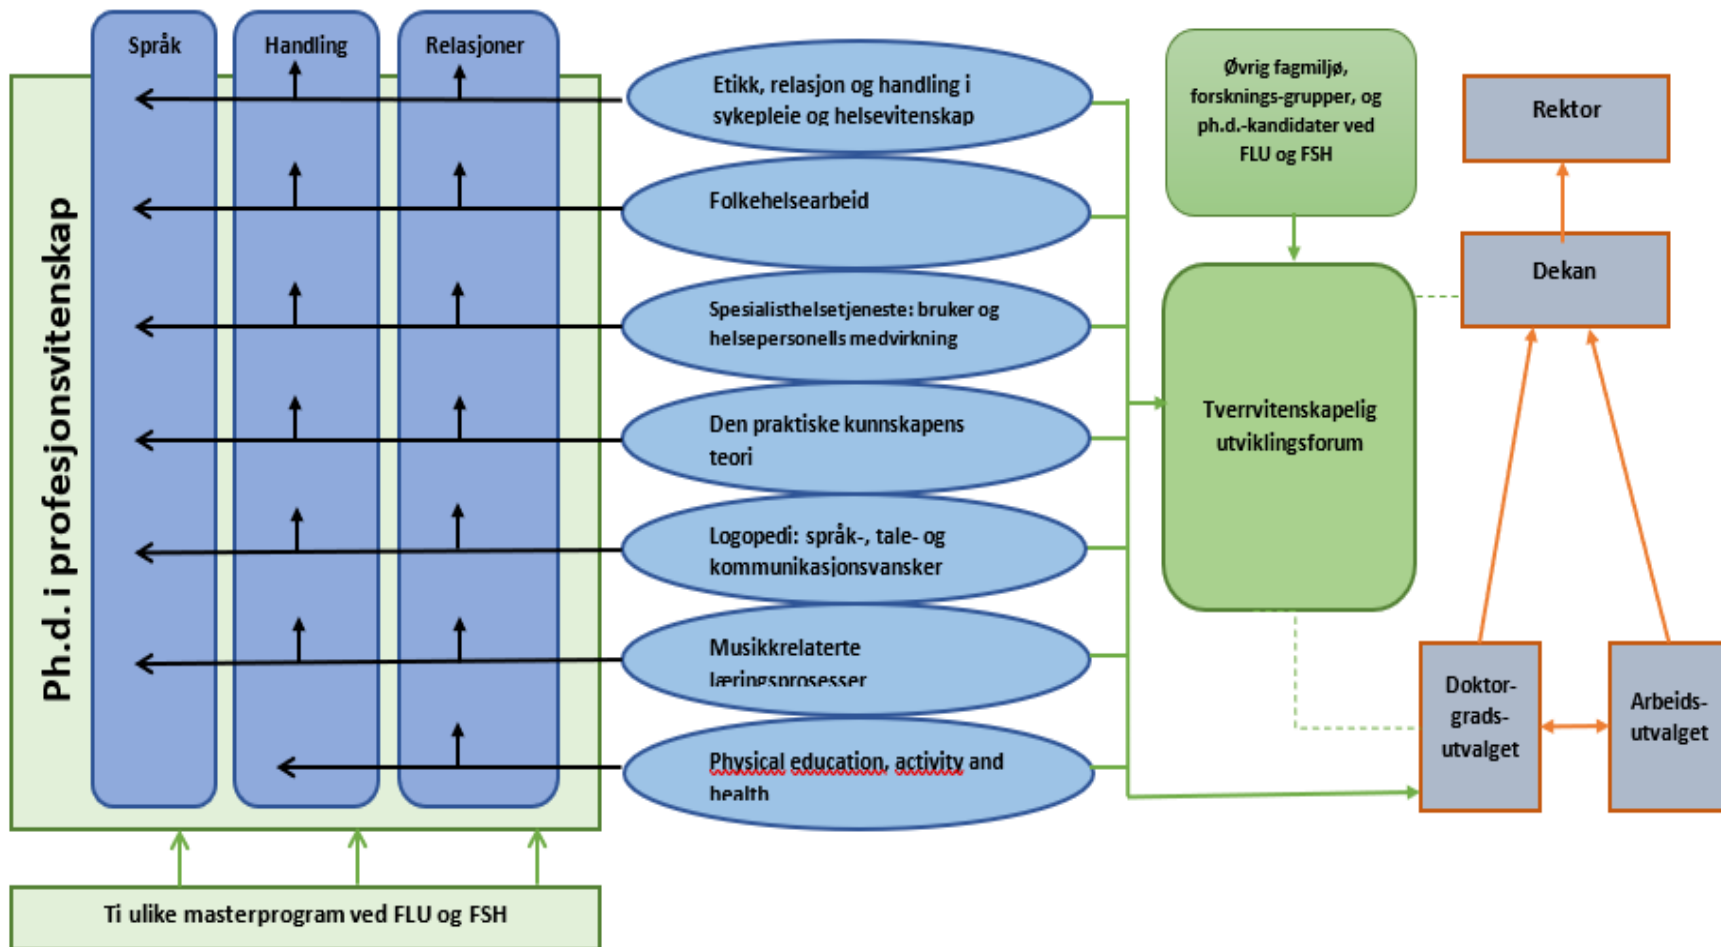 Språk
Handling
Relasjoner
Ph.d. i profesjonsvitenskap
Etikk, relasjon og handling i
sykepleie og helsevitenskap
Folkehelsearbeid
Spesialisthelsetjeneste: bruker og
helsepersonells medvirkning
Den praktiske kunnskapens
teori
Logopedi: språk-, tale- og
kommunikasjonsvansker
Musikkrelaterte
læringsprosesser
Physical education, activity and
health
Ti ulike masterprogram ved FLU og FSH
Øvrig fagmiljø,
forsknings-grupper, og
ph.d.-kandidater ved
FLU og FSH
Tverrvitenskapelig
utviklingsforum
Rektor
Dekan
Doktor-
grads-
utvalget
Arbeids-
utvalget